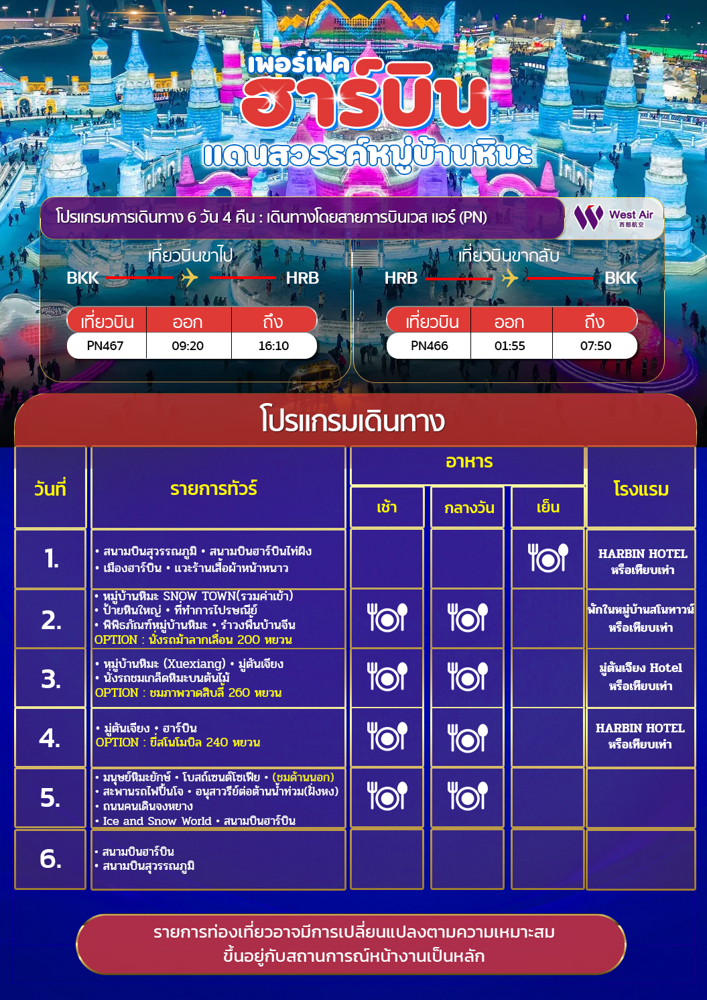 เพอร์เฟค
ฮาร์บิน
แดนสวรรค์หมู่บ้านหิมะ
โปรแกรมการเดินทาง 6 วัน 4 คืน : เดินทางโดยสายการบินเวส แอร์ (PN)
West Air
西部航空
เที่ยวบินขาไป
BKK HRB
เที่ยวบิน ออก ถึง
PN467 09:20 16:10
เที่ยวบินขากลับ
HRB BKK
เที่ยวบิน ออก ถึง
PN466 01:55 07:50
โปรแกรมเดินทาง
วันที่ รายการทัวร์ อาหาร โรงแรม
เช้า กลางวัน เย็น
1.
• สนามบินสุวรรณภูมิ • สนามบินฮาร์บินไท่ผิง
• เมืองฮาร์บิน • แวะร้านเสื้อผ้าหน้าหนาว
HARBIN HOTEL
หรือเทียบเท่า
2.
• หมู่บ้านหิมะ SNOW TOWN(รวมค่าเข้า)
• ป้ายหินใหญ่ • ที่ทำการไปรษณีย์
• พิพิธภัณฑ์หมู่บ้านหิมะ • รำวงพื้นบ้านจีน
OPTION : นั่งรถม้าลากเลื่อน 200 หยวน
พักในหมู่บ้านสโนทาวน์
หรือเทียบเท่า
3.
• หมู่บ้านหิมะ (Xuexiang) • มู่ตันเจียง
• นั่งรถชมเกล็ดหิมะบนต้นไม้
OPTION : ชมภาพวาดสิบลี้ 260 หยวน
มู่ตันเจียง Hotel
หรือเทียบเท่า
4.
• มู่ตันเจียง • ฮาร์บิน
OPTION : ขี่สโนโมบิล 240 หยวน
HARBIN HOTEL
หรือเทียบเท่า
5.
• มนุษย์หิมะยักษ์ • โบสถ์เซนต์โซเฟีย • (ชมด้านนอก)
• สะพานรถไฟปิ้นโจ • อนุสาวรีย์ต่อต้านน้ำท่วม(ฝั่งหง)
• ถนนคนเดินจงหยาง
• Ice and Snow World • สนามบินฮาร์บิน
6.
• สนามบินฮาร์บิน
• สนามบินสุวรรณภูมิ
รายการท่องเที่ยวอาจมีการเปลี่ยนแปลงตามความเหมาะสม
ขึ้นอยู่กับสถานการณ์หน้างานเป็นหลัก